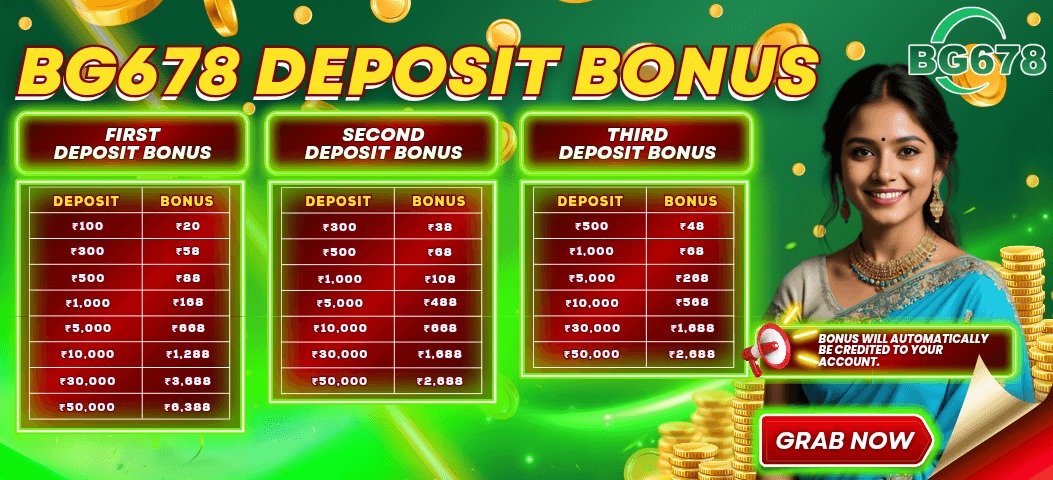 BG678 DEPOSIT BONUS
BG678
FIRST
DEPOSIT BONUS
DEPOSIT BONUS
₹100 ₹20
₹300 ₹58
₹500 ₹88
₹1,000 ₹168
₹5,000 ₹668
₹10,000 ₹1,288
₹30,000 ₹3,688
₹50,000 ₹6,388
SECOND
DEPOSIT BONUS
DEPOSIT BONUS
₹300 ₹38
₹500 ₹68
₹1,000 ₹108
₹5,000 ₹488
₹10,000 ₹668
₹30,000 ₹1,688
₹50,000 ₹2,688
THIRD
DEPOSIT BONUS
DEPOSIT BONUS
₹500 ₹48
₹1,000 ₹68
₹5,000 ₹268
₹10,000 ₹568
₹30,000 ₹1,688
₹50,000 ₹2,688
BONUS WILL AUTOMATICALLY
BE CREDITED TO YOUR
ACCOUNT.
GRAB NOW